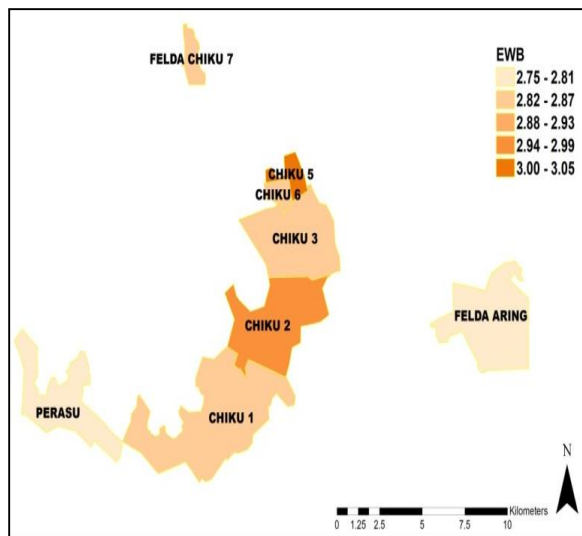 FELDA CHIKU 7
EWB
2.75 - 2.81
2.82 - 2.87
2.88 - 2.93
2.94 - 2.99
3.00 - 3.05
CHIKU 5
CHIKU 6
CHIKU 3
CHIKU 2
FELDA ARING
PERASU
CHIKU 1
N
Kilometers
0 1.25 2.5 5 7.5 10